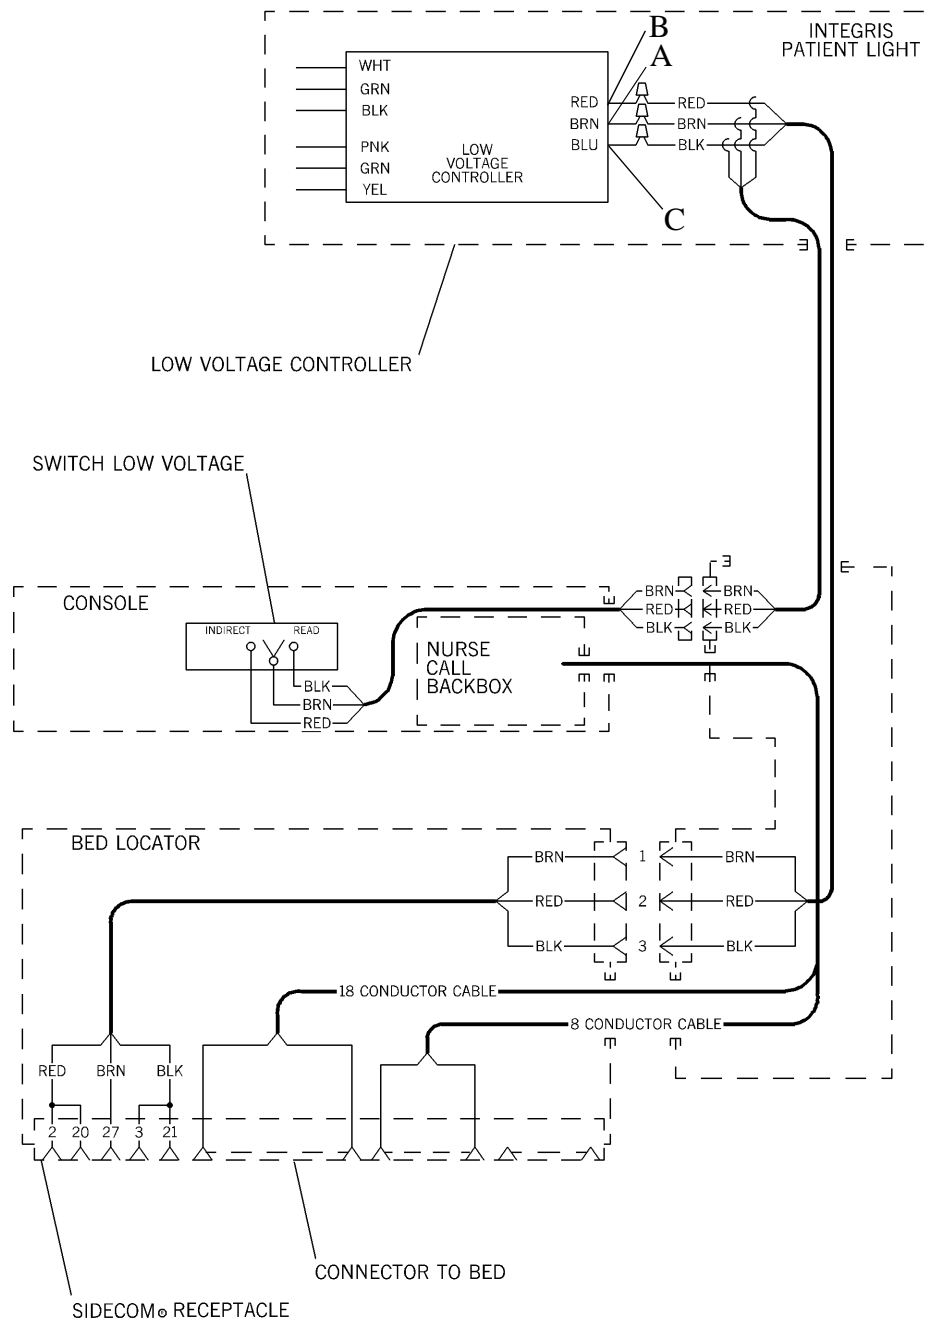 INTEGRIS
PATIENT LIGHT
B
A
WHT
GRN
BLK
PNK
GRN
YEL
LOW
VOLTAGE
CONTROLLER
RED
BRN
BLU
RED
BRN
BLK
C
LOW VOLTAGE CONTROLLER
SWITCH LOW VOLTAGE
CONSOLE
INDIRECT
READ
BLK
BRN
RED
NURSE
CALL
BACKBOX
BRN
RED
BLK
BRN
RED
BLK
BED LOCATOR
BRN 1 BRN
RED 2 RED
BLK 3 BLK
18 CONDUCTOR CABLE
8 CONDUCTOR CABLE
RED BRN BLK
2 20 27 3 21
CONNECTOR TO BED
SIDECOM® RECEPTACLE